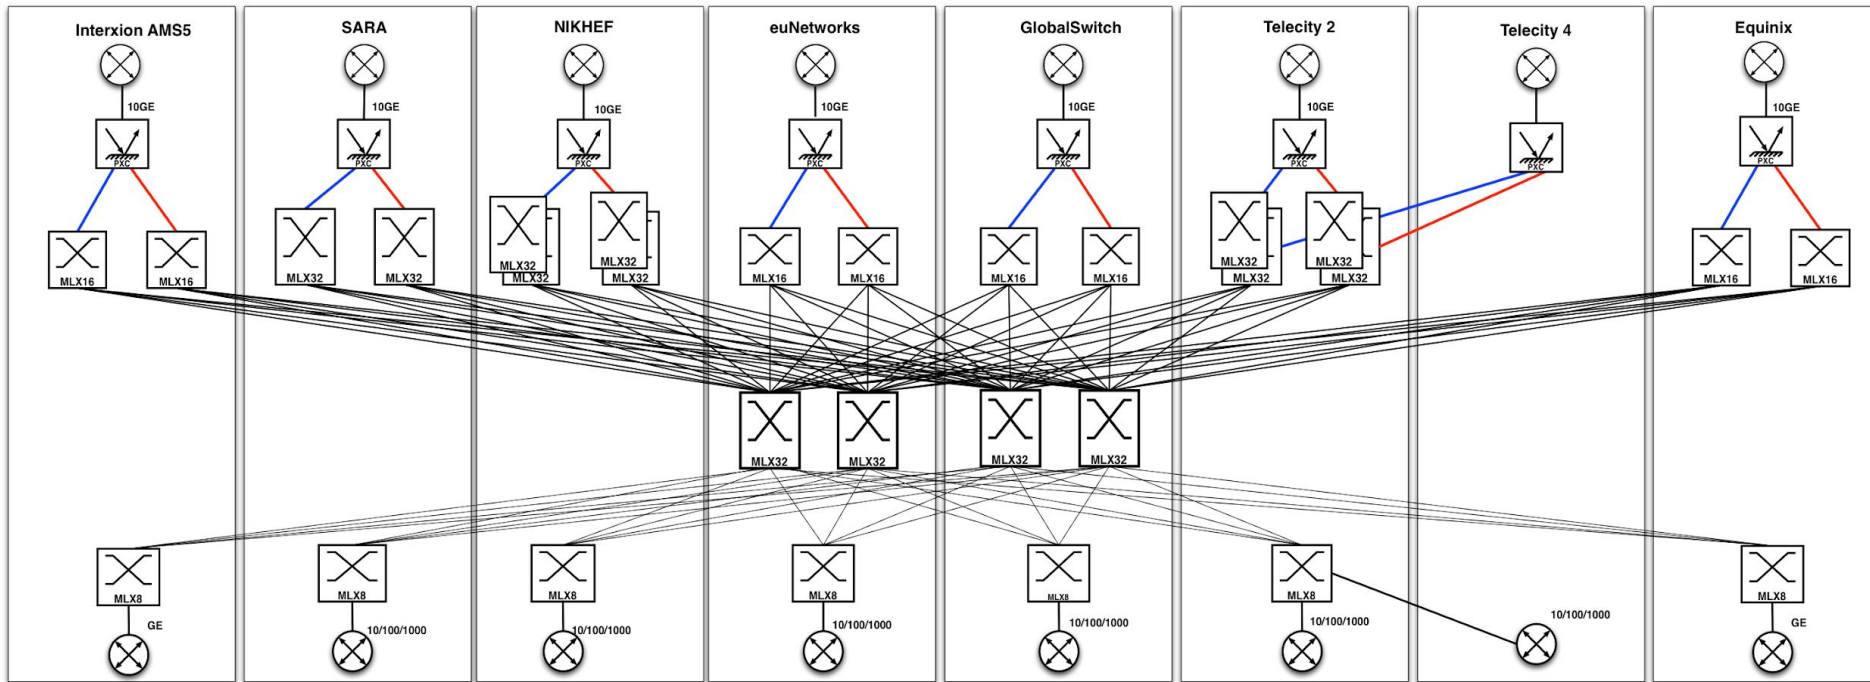 Interxion AMS5
SARA
NIKHEF
euNetworks
GlobalSwitch
Telecity 2
Telecity 4
Equinix
10GE
10GE
10GE
10GE
10GE
10GE
10GE
PXC
PXC
PXC
PXC
PXC
PXC
PXC
PXC
MLX16
MLX16
MLX32
MLX32
MLX32
MLX32
MLX32
MLX32
MLX16
MLX16
MLX16
MLX16
MLX32
MLX32
MLX32
MLX32
MLX16
MLX16
MLX32
MLX32
MLX32
MLX32
MLX8
MLX8
MLX8
MLX8
MLX8
MLX8
MLX8
GE
10/100/1000
10/100/1000
10/100/1000
10/100/1000
10/100/1000
10/100/1000
GE